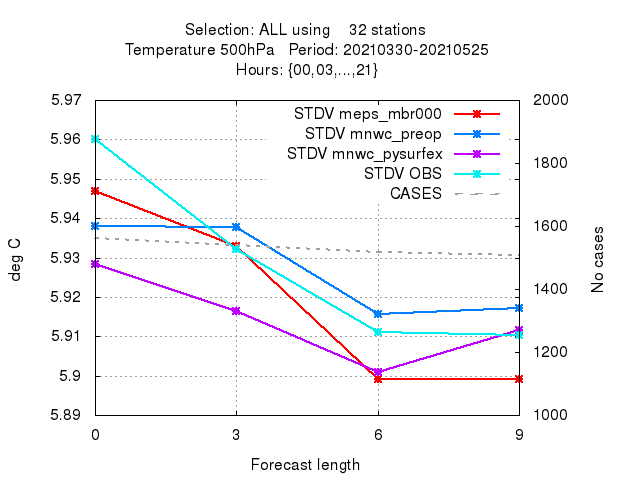 Selection: ALL using 32 stations
Temperature 500hPa Period: 20210330-20210525
Hours: {00,03,...,21}
STDV meps_mbr000
STDV mnwc_preop
STDV mnwc_pysurfex
STDV OBS
CASES
5.97
5.96
5.95
5.94
5.93
5.92
5.91
5.9
5.89
2000
1800
1600
1400
1200
1000
deg C
No cases
0 3 6 9
Forecast length